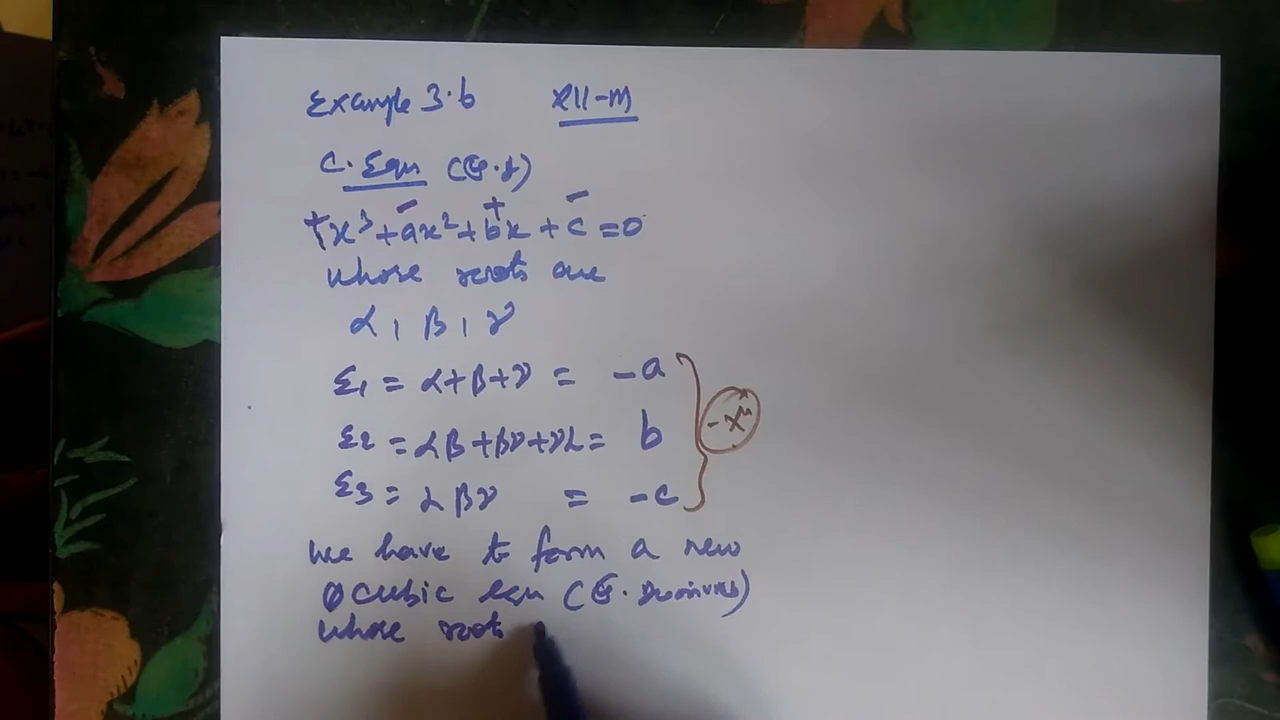 Example 3.6 XII-M
C. Eqn (G.
+x³+ax²+bx+c=0
- + -
whose roots are
α, β, γ
Σ1 = α+β+γ = -a
Σ2 = αβ+βγ+γα = b
-xⁿ
Σ3 = αβγ = -c
We have to form a new
cubic eqn (G.
whose roots